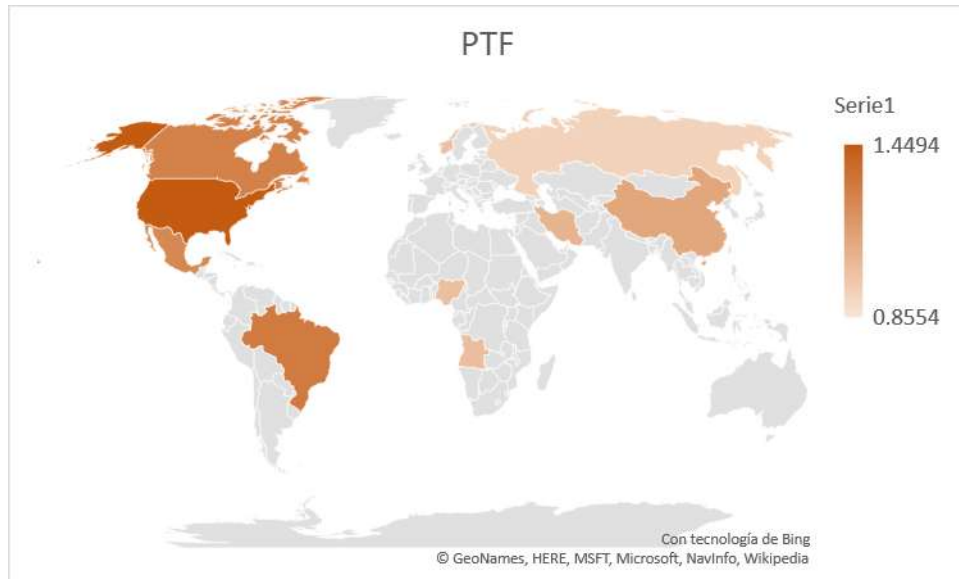 PTF
Serie1
1.4494
0.8554
Con tecnología de Bing
© GeoNames, HERE, MSFT, Microsoft, NavInfo, Wikipedia